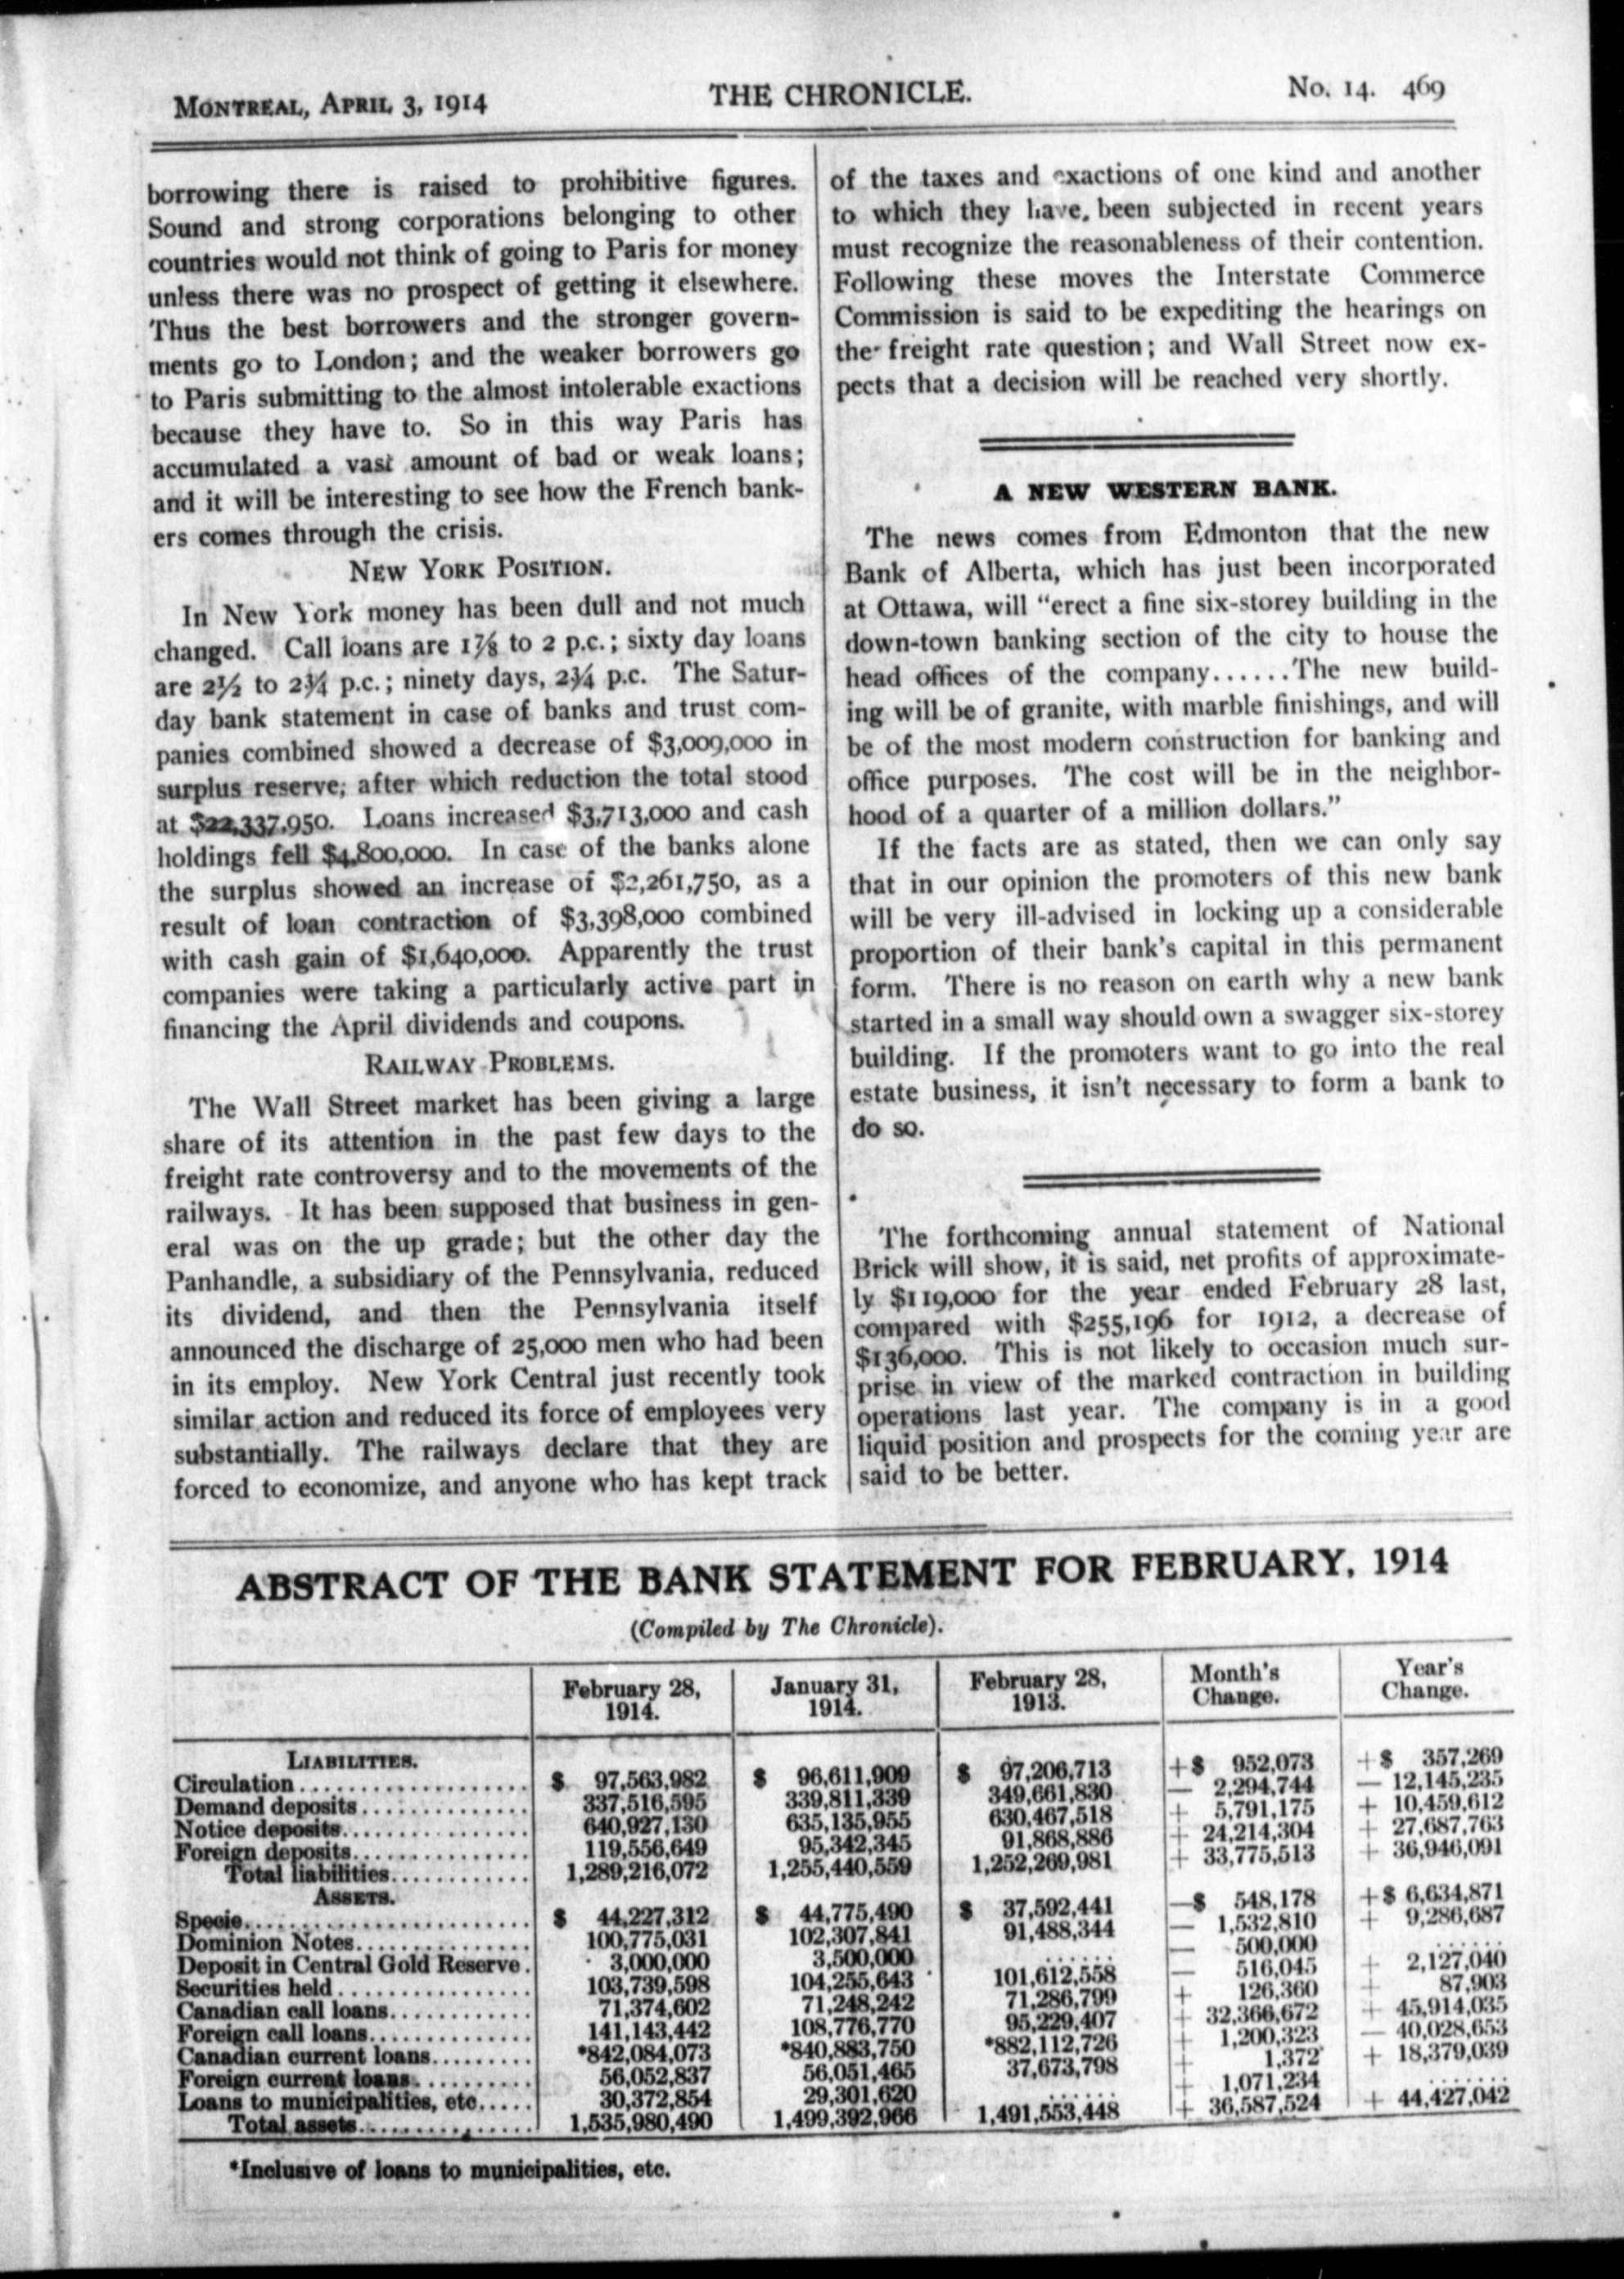 MONTREAL, APRIL 3, 1914
THE CHRONICLE.
No. 14. 469
borrowing there is raised to prohibitive figures.
Sound and strong corporations belonging to other
countries would not think of going to Paris for money
unless there was no prospect of getting it elsewhere.
Thus the best borrowers and the stronger govern-
ments go to London; and the weaker borrowers go
to Paris submitting to the almost intolerable exactions
because they have to. So in this way Paris has
accumulated a vast amount of bad or weak loans;
and it will be interesting to see how the French bank-
ers comes through the crisis.
NEW YORK POSITION.
In New York money has been dull and not much
changed. Call loans are 1⅞ to 2 p.c.; sixty day loans
are 2½ to 2¾ p.c.; ninety days, 2¾ p.c. The Satur-
day bank statement in case of banks and trust com-
panies combined showed a decrease of $3,009,000 in
surplus reserve, after which reduction the total stood
at $22,337,950. Loans increased $3,713,000 and cash
holdings fell $4,800,000. In case of the banks alone
the surplus showed an increase of $2,261,750, as a
result of loan contraction of $3,398,000 combined
with cash gain of $1,640,000. Apparently the trust
companies were taking a particularly active part in
financing the April dividends and coupons.
RAILWAY PROBLEMS.
The Wall Street market has been giving a large
share of its attention in the past few days to the
freight rate controversy and to the movements of the
railways. It has been supposed that business in gen-
eral was on the up grade; but the other day the
Panhandle, a subsidiary of the Pennsylvania, reduced
its dividend, and then the Pennsylvania itself
announced the discharge of 25,000 men who had been
in its employ. New York Central just recently took
similar action and reduced its force of employees very
substantially. The railways declare that they are
forced to economize, and anyone who has kept track
of the taxes and exactions of one kind and another
to which they have been subjected in recent years
must recognize the reasonableness of their contention.
Following these moves the Interstate Commerce
Commission is said to be expediting the hearings on
the freight rate question; and Wall Street now ex-
pects that a decision will be reached very shortly.
A NEW WESTERN BANK.
The news comes from Edmonton that the new
Bank of Alberta, which has just been incorporated
at Ottawa, will "erect a fine six-storey building in the
down-town banking section of the city to house the
head offices of the company......The new build-
ing will be of granite, with marble finishings, and will
be of the most modern construction for banking and
office purposes. The cost will be in the neighbor-
hood of a quarter of a million dollars."
If the facts are as stated, then we can only say
that in our opinion the promoters of this new bank
will be very ill-advised in locking up a considerable
proportion of their bank's capital in this permanent
form. There is no reason on earth why a new bank
started in a small way should own a swagger six-storey
building. If the promoters want to go into the real
estate business, it isn't necessary to form a bank to
do so.
The forthcoming annual statement of National
Brick will show, it is said, net profits of approximate-
ly $119,000 for the year ended February 28 last,
compared with $255,196 for 1912, a decrease of
$136,000. This is not likely to occasion much sur-
prise in view of the marked contraction in building
operations last year. The company is in a good
liquid position and prospects for the coming year are
said to be better.
ABSTRACT OF THE BANK STATEMENT FOR FEBRUARY, 1914
(Compiled by The Chronicle).
February 28, 1914. January 31, 1914. February 28, 1913. Month's Change. Year's Change.
LIABILITIES.
Circulation................... $ 97,563,982 $ 96,611,909 $ 97,206,713 +$ 952,073 +$ 357,269
Demand deposits.............. 337,516,595 339,811,339 349,661,830 — 2,294,744 — 12,145,235
Notice deposits................ 640,927,130 635,135,955 630,467,518 + 5,791,175 + 10,459,612
Foreign deposits............... 119,556,649 95,342,345 91,868,886 + 24,214,304 + 27,687,763
Total liabilities............ 1,289,216,072 1,255,440,559 1,252,269,981 + 33,775,513 + 36,946,091
ASSETS.
Specie......................... $ 44,227,312 $ 44,775,490 $ 37,592,441 —$ 548,178 +$ 6,634,871
Dominion Notes............... 100,775,031 102,307,841 91,488,344 — 1,532,810 + 9,286,687
Deposit in Central Gold Reserve. 3,000,000 3,500,000 ...... — 500,000 ......
Securities held................. 103,739,598 104,255,643 101,612,558 — 516,045 + 2,127,040
Canadian call loans............ 71,374,602 71,248,242 71,286,799 + 126,360 + 87,903
Foreign call loans.............. 141,143,442 108,776,770 95,229,407 + 32,366,672 + 45,914,035
Canadian current loans......... *842,084,073 *840,883,750 *882,112,726 + 1,200,323 — 40,028,653
Foreign current loans.......... 56,052,837 56,051,465 37,673,798 + 1,372 + 18,379,039
Loans to municipalities, etc..... 30,372,854 29,301,620 ...... + 1,071,234 ......
Total assets............... 1,535,980,490 1,499,392,966 1,491,553,448 + 36,587,524 + 44,427,042
*Inclusive of loans to municipalities, etc.